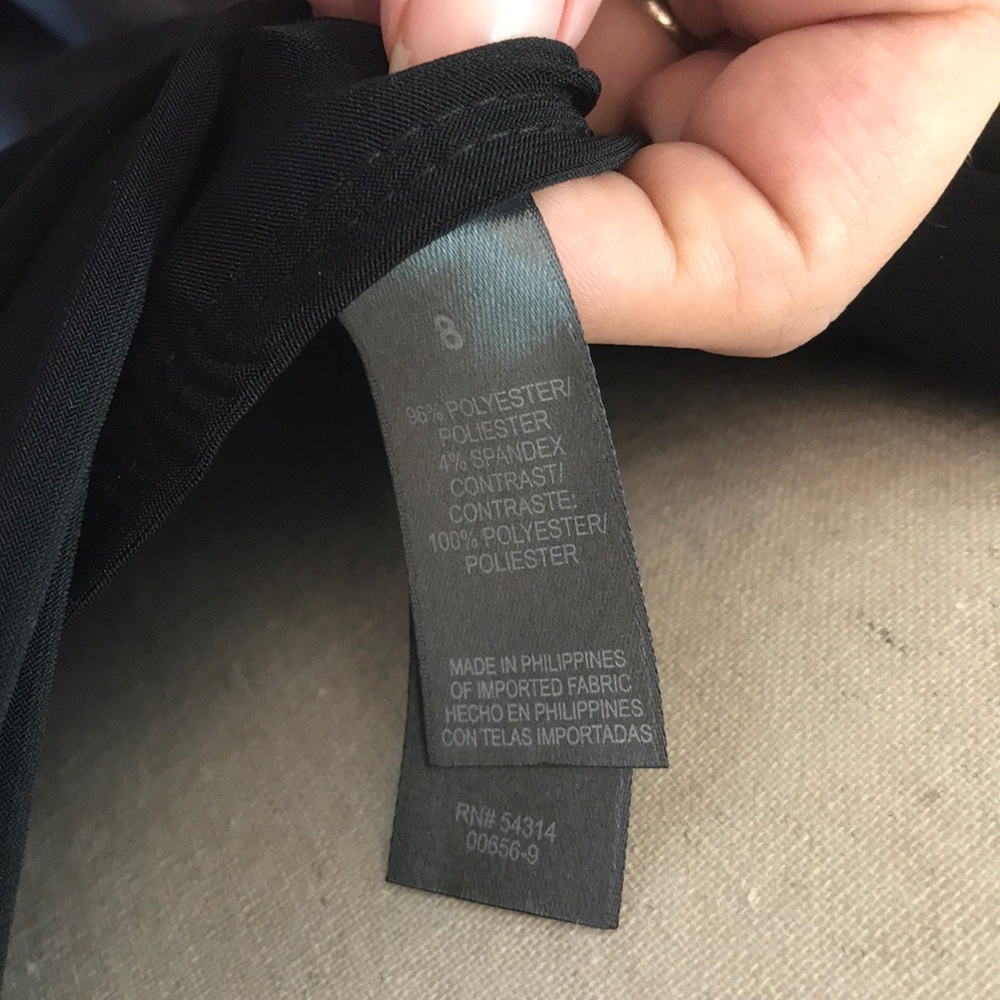 8
96% POLYESTER/
POLIESTER
4% SPANDEX
CONTRAST/
CONTRASTE:
100% POLYESTER/
POLIESTER
MADE IN PHILIPPINES
OF IMPORTED FABRIC
HECHO EN PHILIPPINES
CON TELAS IMPORTADAS
RN# 54314
00656-9